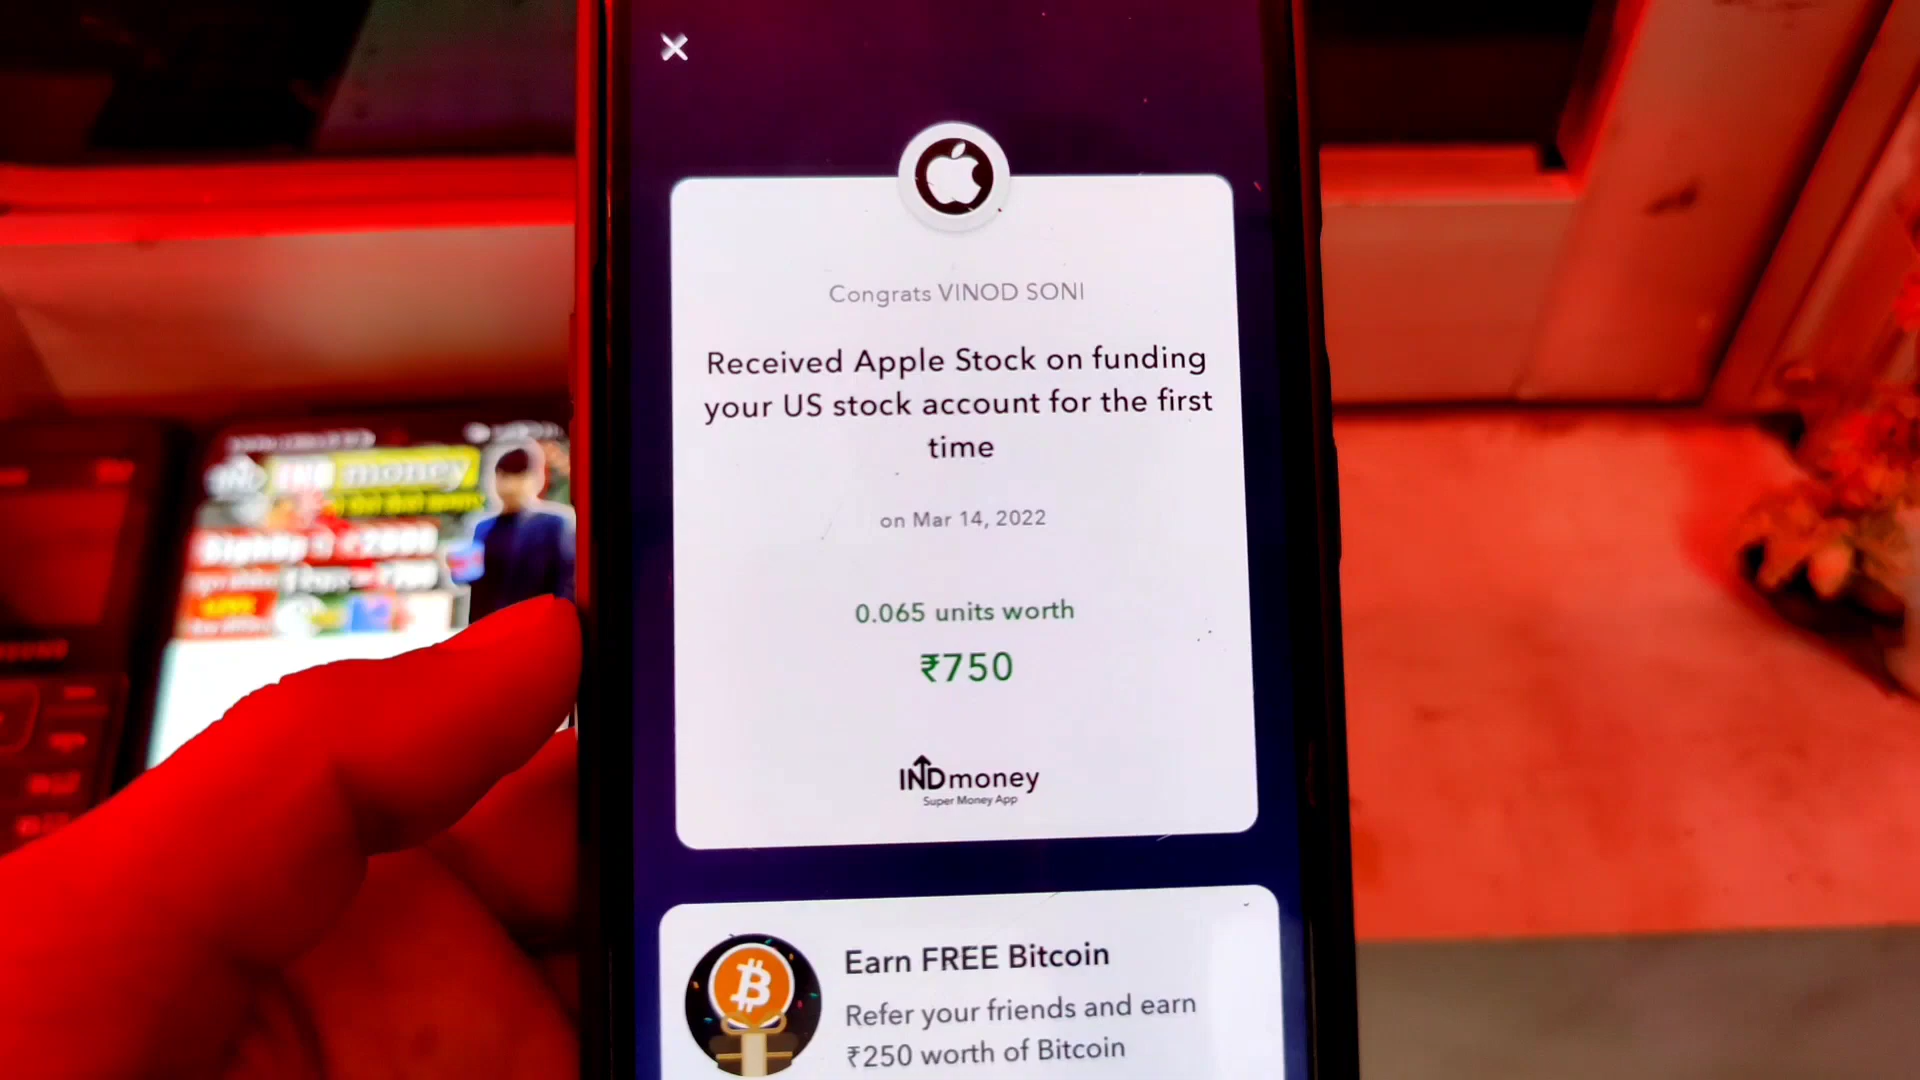 Congrats VINOD SONI
Received Apple Stock on funding
your US stock account for the first
time
on Mar 14, 2022
0.065 units worth
₹750
INDmoney
Super Money App
Earn FREE Bitcoin
Refer your friends and earn
₹250 worth of Bitcoin
IND money